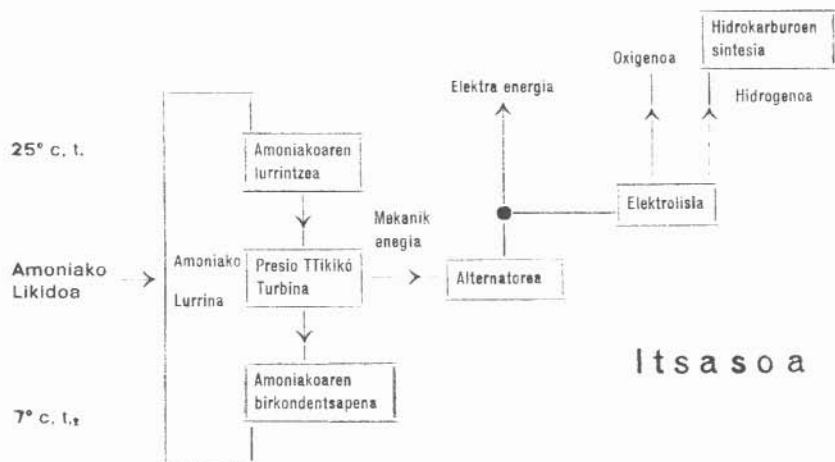 Hidrokarburoen
sintesia
Oxigenoa
Elektra energia
Hidrogenoa
25° c, t.
Amoniakoaren
lurrintzea
Mekanik
enegia
Elektrolisia
Amoniako
Likidoa
Amoniako
Lurrina
Presio TTikikó
Turbina
Alternatorea
Itsasoa
Amoniakoaren
birkondentsapena
7° c, t.